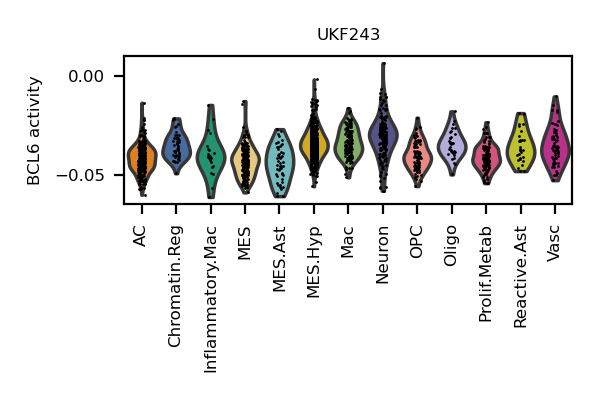 UKF243
BCL6 activity
0.00
−0.05
AC
Chromatin.Reg
Inflammatory.Mac
MES
MES.Ast
MES.Hyp
Mac
Neuron
OPC
Oligo
Prolif.Metab
Reactive.Ast
Vasc